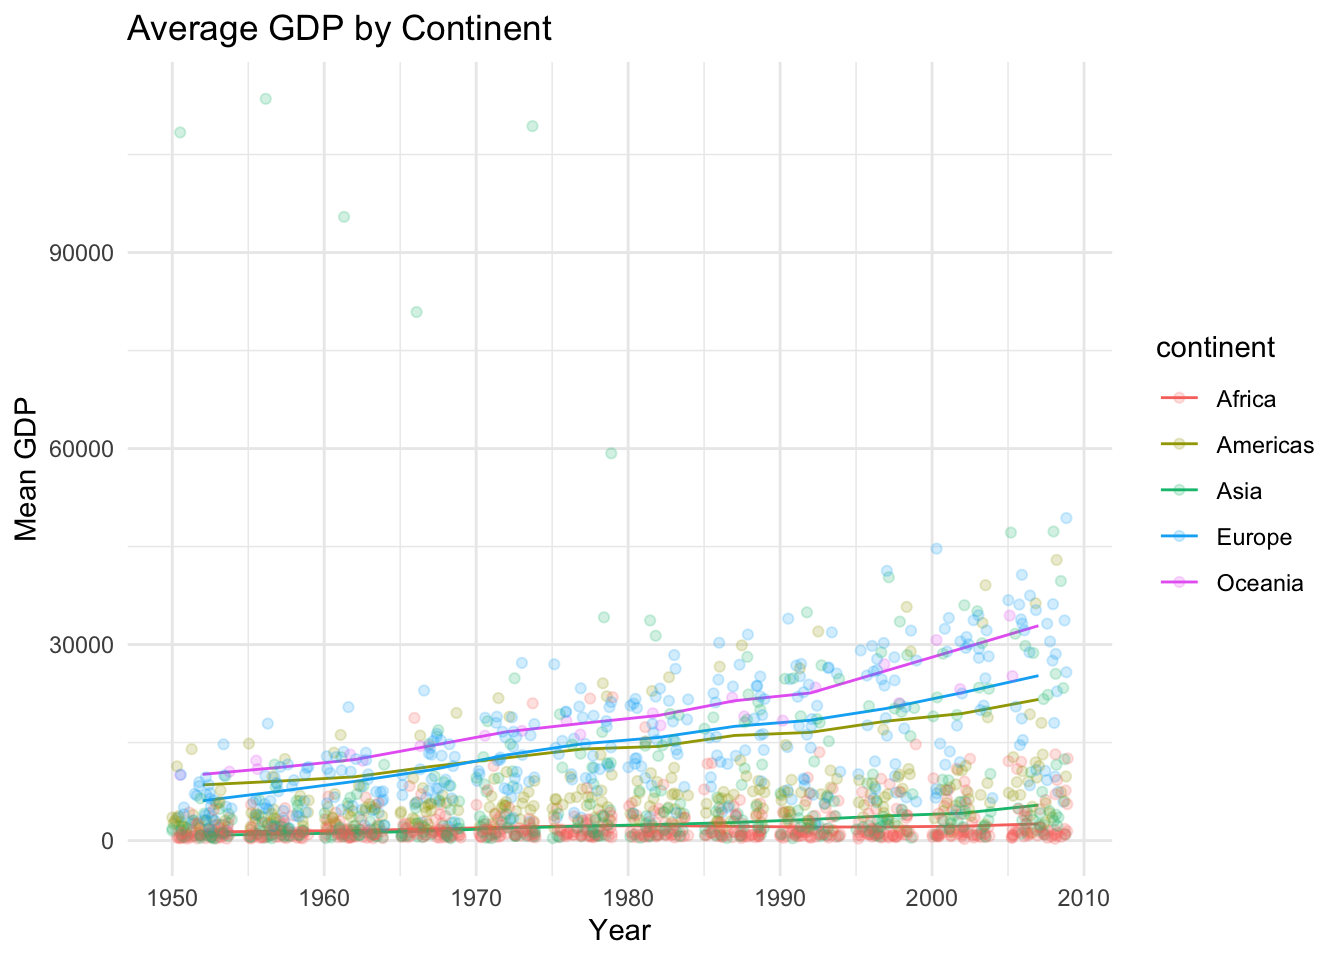 Average GDP by Continent
90000
60000
30000
0
Mean GDP
1950 1960 1970 1980 1990 2000 2010
Year
continent
Africa
Americas
Asia
Europe
Oceania